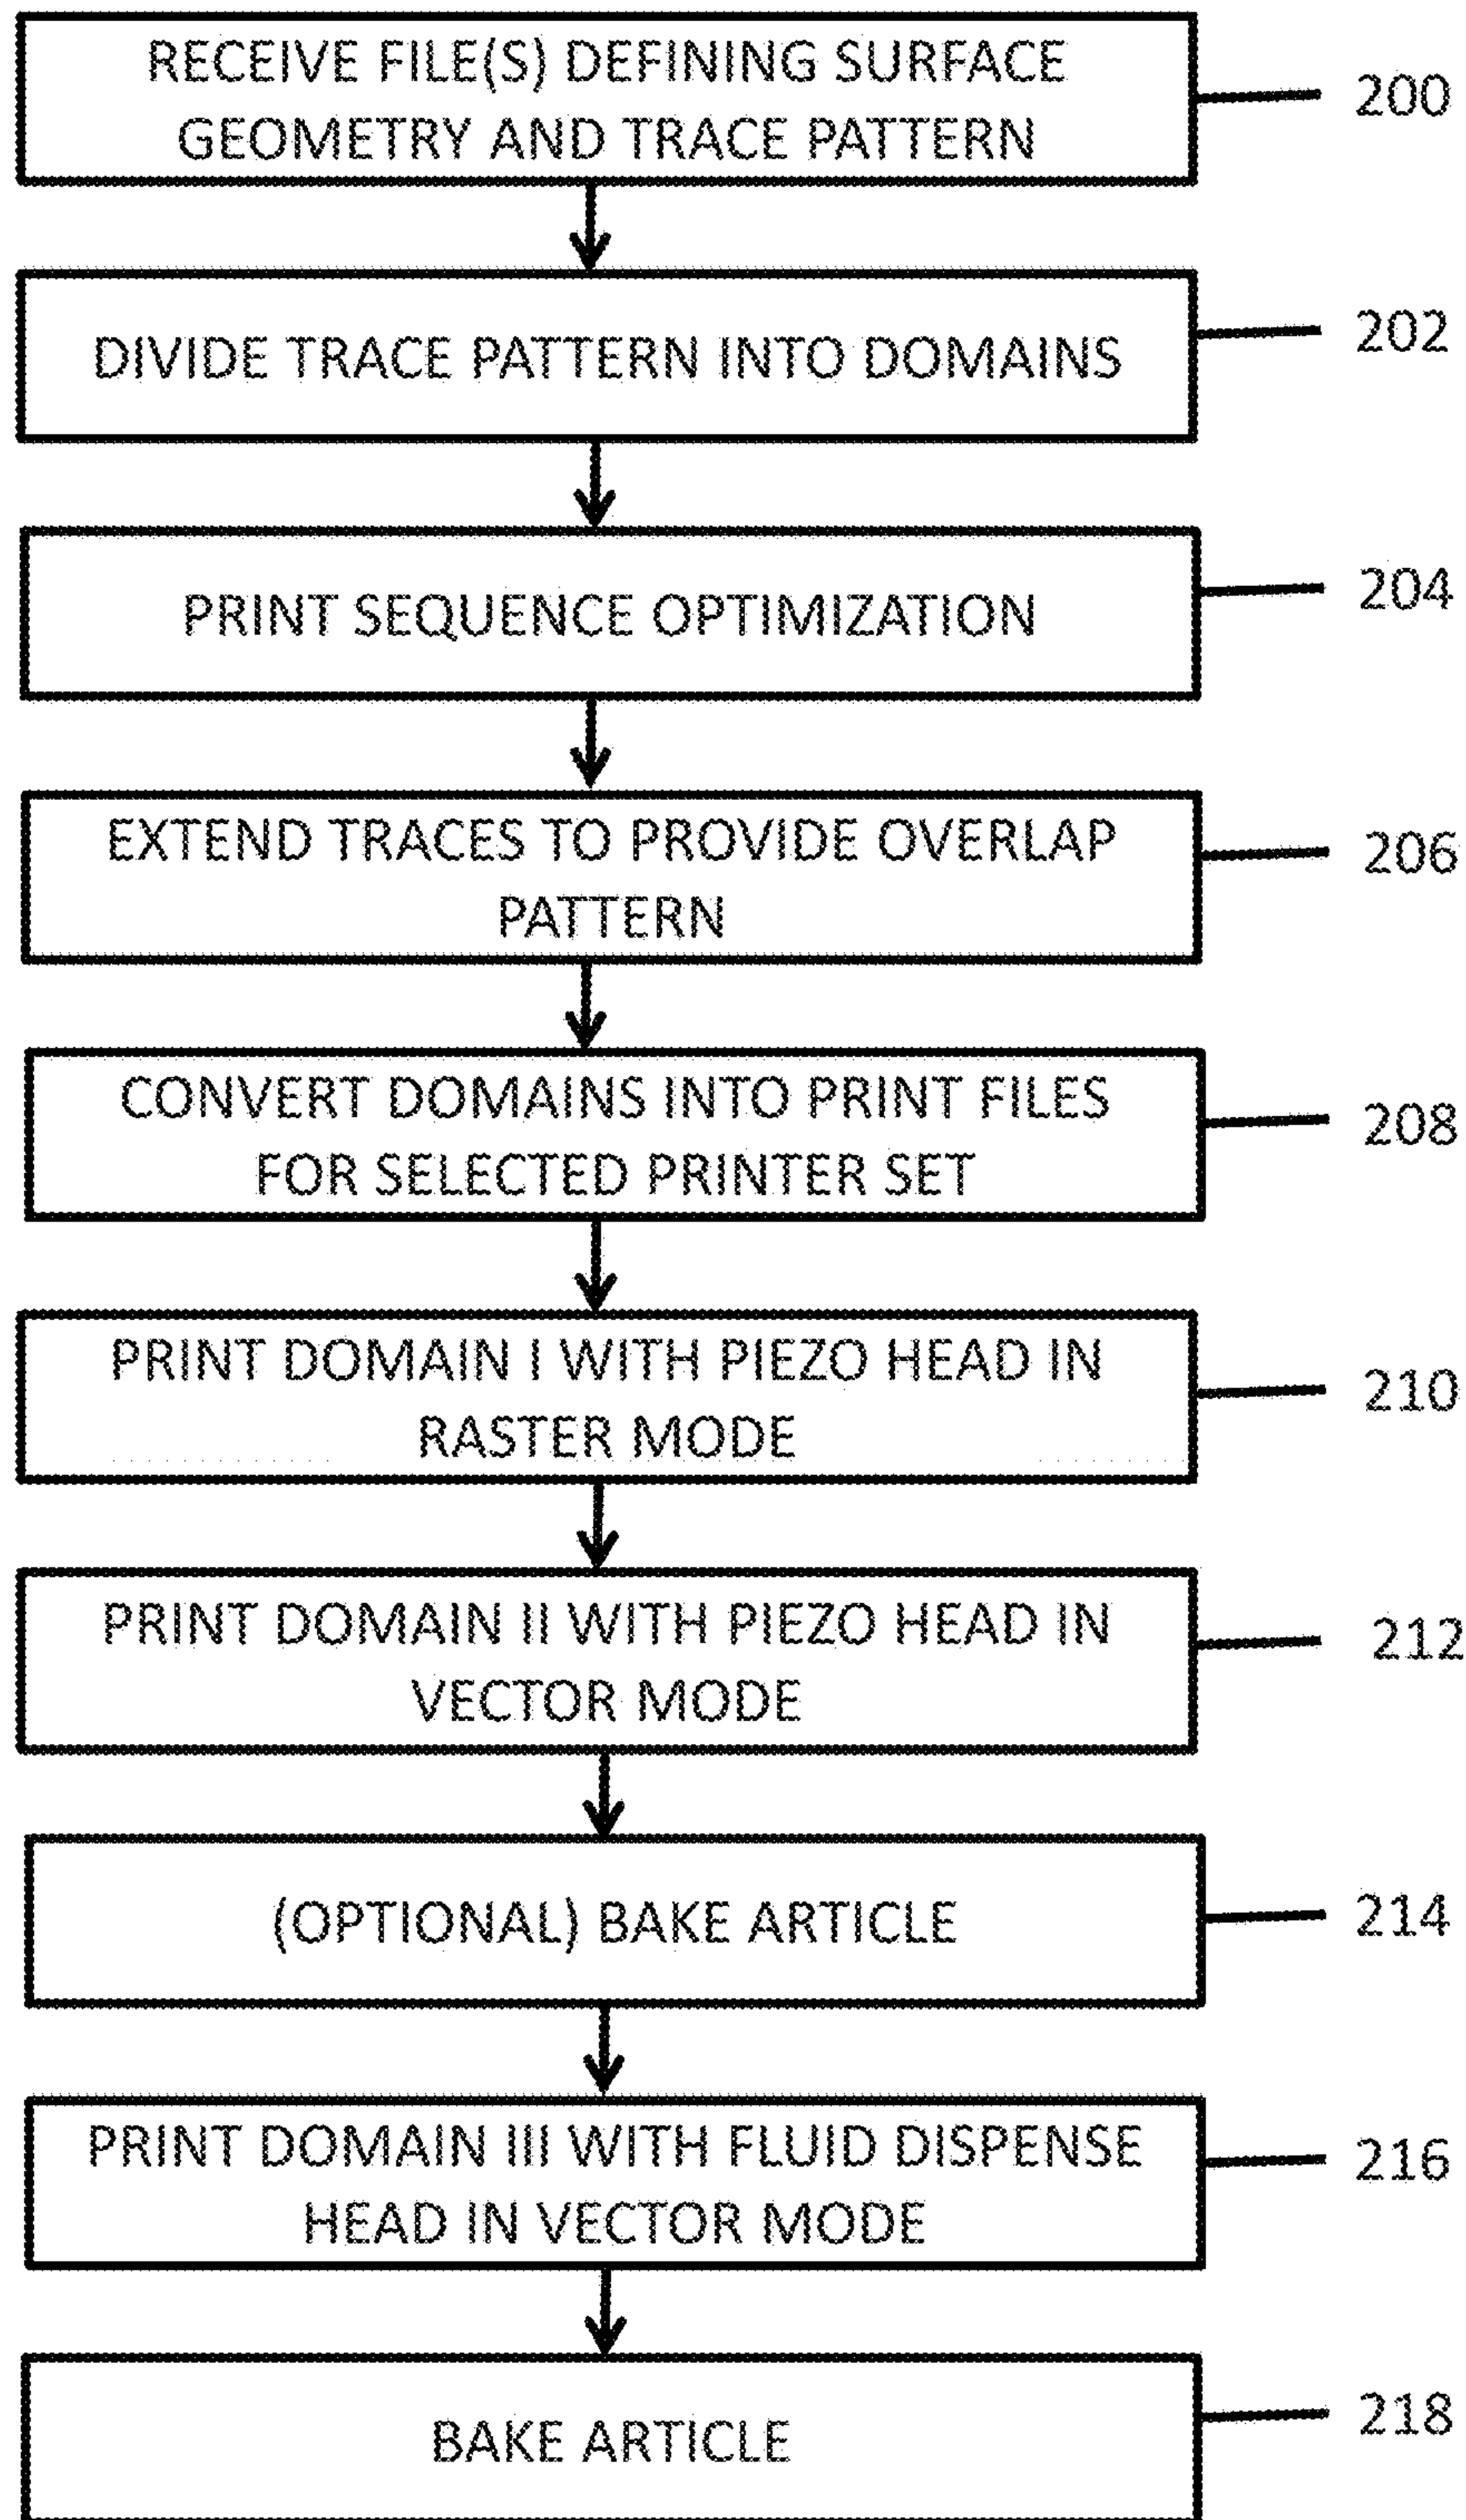 RECEIVE FILE(S) DEFINING SURFACE
GEOMETRY AND TRACE PATTERN
200
DIVIDE TRACE PATTERN INTO DOMAINS
202
PRINT SEQUENCE OPTIMIZATION
204
EXTEND TRACES TO PROVIDE OVERLAP
PATTERN
206
CONVERT DOMAINS INTO PRINT FILES
FOR SELECTED PRINTER SET
208
PRINT DOMAIN I WITH PIEZO HEAD IN
RASTER MODE
210
PRINT DOMAIN II WITH PIEZO HEAD IN
VECTOR MODE
212
(OPTIONAL) BAKE ARTICLE
214
PRINT DOMAIN III WITH FLUID DISPENSE
HEAD IN VECTOR MODE
216
BAKE ARTICLE
218